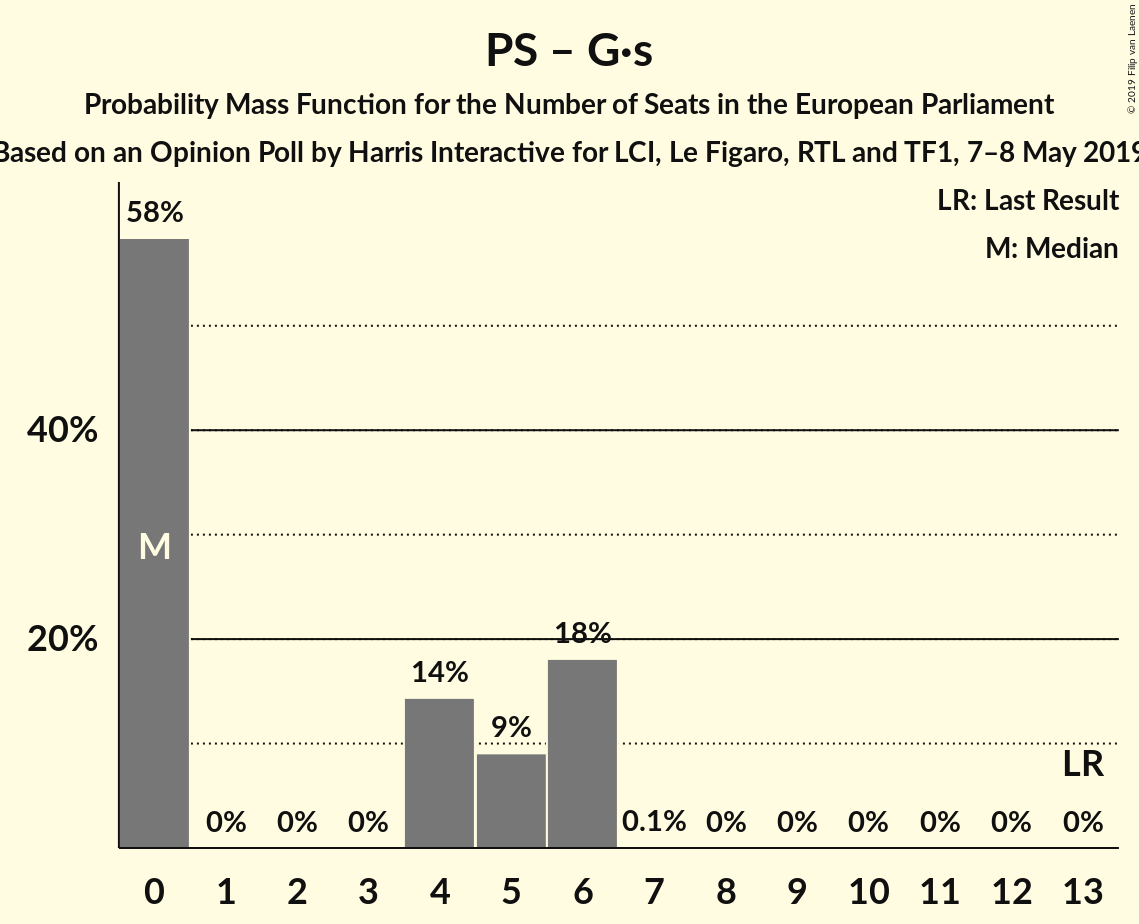 PS – G·s
Probability Mass Function for the Number of Seats in the European Parliament
Based on an Opinion Poll by Harris Interactive for LCI, Le Figaro, RTL and TF1, 7–8 May 2019
© 2019 Filip van Laenen
LR: Last Result
M: Median
58%
40%
M
20%
18%
14%
9%
LR
0% 0% 0% 0.1% 0% 0% 0% 0% 0% 0%
0 1 2 3 4 5 6 7 8 9 10 11 12 13